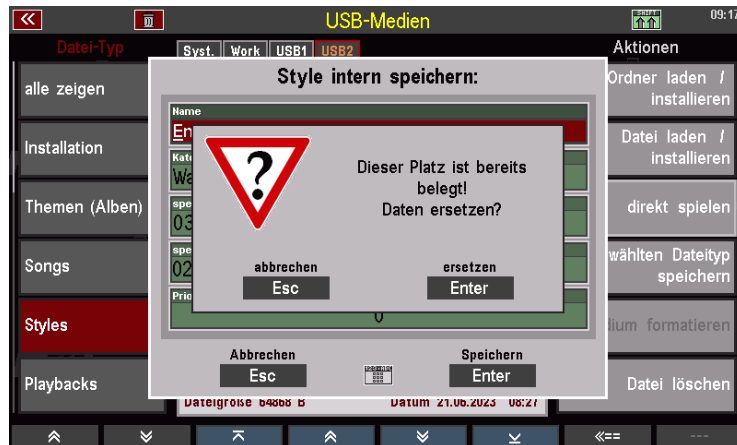 USB-Medien
09:17
Datei-Typ
Syst. Work USB1 USB2
Aktionen
alle zeigen
Installation
Themen (Alben)
Songs
Styles
Playbacks
Style intern speichern:
Name
Dieser Platz ist bereits
belegt!
Daten ersetzen?
abbrechen
Esc
ersetzen
Enter
03
02
0
Abbrechen
Esc
Speichern
Enter
Dateigröße 64868 B Datum 21.06.2023 08:27
Ordner laden /
installieren
Datei laden /
installieren
direkt spielen
wählten Dateityp
speichern
formatieren
Datei löschen
«==
---